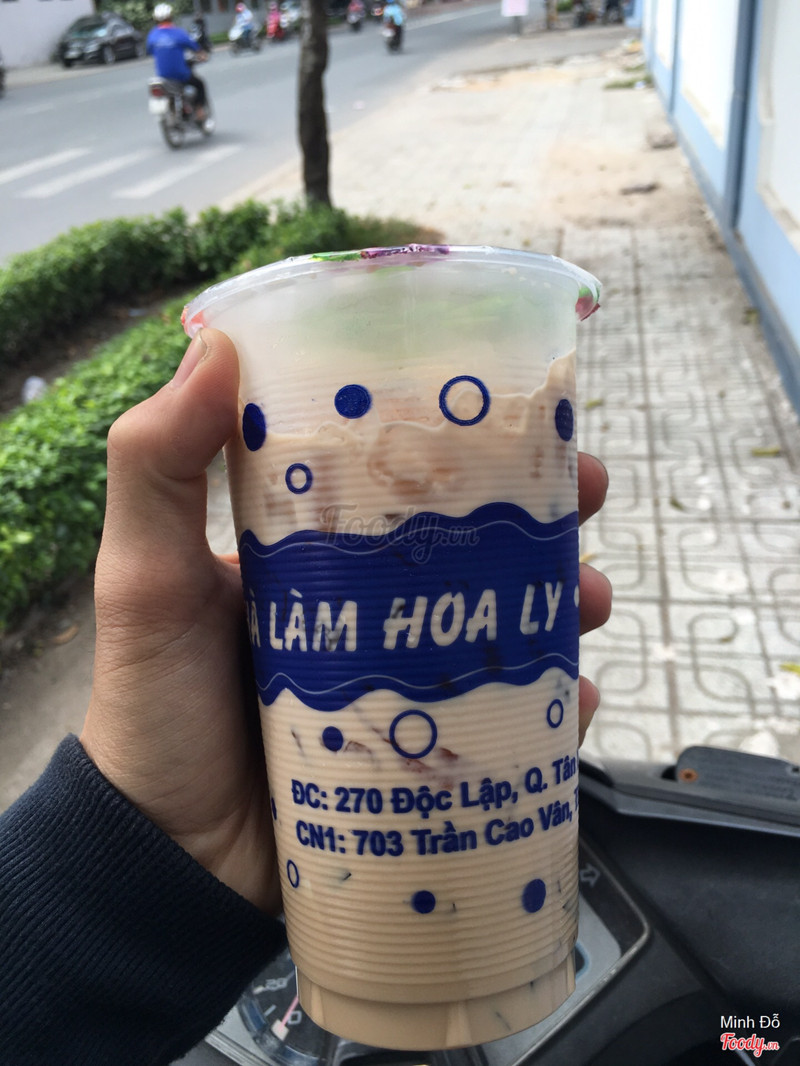 Foody.vn
À LÀM HOA LY
ĐC: 270 Độc Lập, Q. Tân
CN1: 703 Trần Cao Vân,
Minh Đỗ
Foody.vn